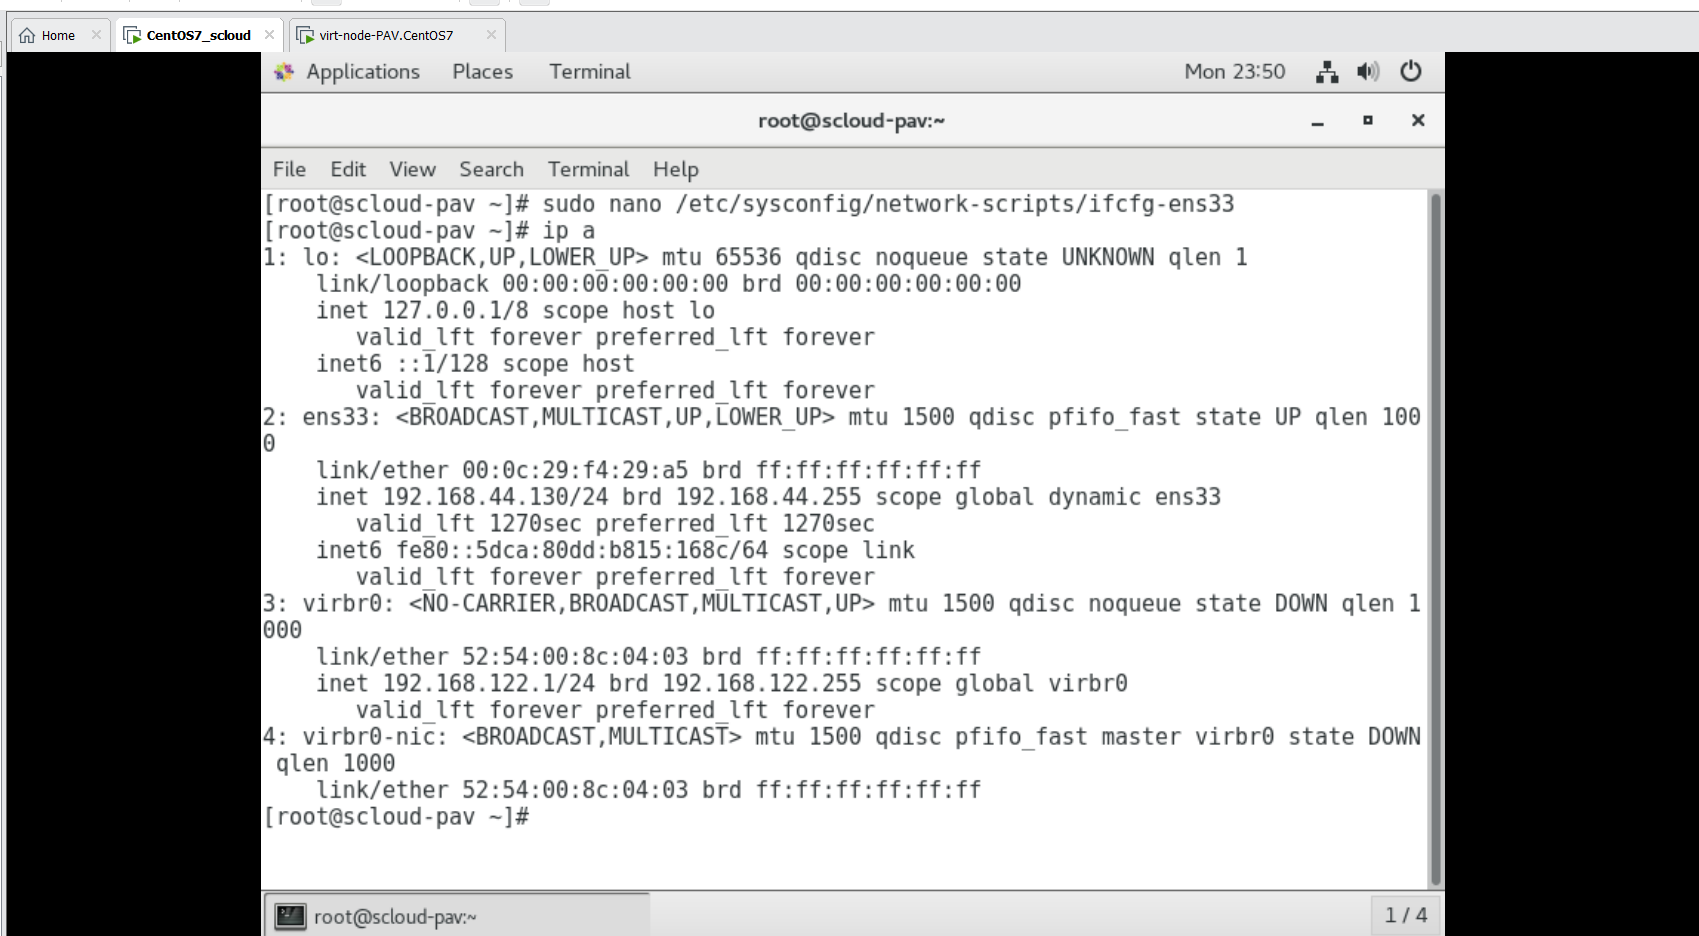 Home
CentOS7_scloud
virt-node-PAV.CentOS7
Applications Places Terminal Mon 23:50
root@scloud-pav:~
File Edit View Search Terminal Help
[root@scloud-pav ~]# sudo nano /etc/sysconfig/network-scripts/ifcfg-ens33
[root@scloud-pav ~]# ip a
1: lo: <LOOPBACK,UP,LOWER_UP> mtu 65536 qdisc noqueue state UNKNOWN qlen 1
    link/loopback 00:00:00:00:00:00 brd 00:00:00:00:00:00
    inet 127.0.0.1/8 scope host lo
       valid_lft forever preferred_lft forever
    inet6 ::1/128 scope host
       valid_lft forever preferred_lft forever
2: ens33: <BROADCAST,MULTICAST,UP,LOWER_UP> mtu 1500 qdisc pfifo_fast state UP qlen 100
0
    link/ether 00:0c:29:f4:29:a5 brd ff:ff:ff:ff:ff:ff
    inet 192.168.44.130/24 brd 192.168.44.255 scope global dynamic ens33
       valid_lft 1270sec preferred_lft 1270sec
    inet6 fe80::5dca:80dd:b815:168c/64 scope link
       valid_lft forever preferred_lft forever
3: virbr0: <NO-CARRIER,BROADCAST,MULTICAST,UP> mtu 1500 qdisc noqueue state DOWN qlen 1
000
    link/ether 52:54:00:8c:04:03 brd ff:ff:ff:ff:ff:ff
    inet 192.168.122.1/24 brd 192.168.122.255 scope global virbr0
       valid_lft forever preferred_lft forever
4: virbr0-nic: <BROADCAST,MULTICAST> mtu 1500 qdisc pfifo_fast master virbr0 state DOWN
 qlen 1000
    link/ether 52:54:00:8c:04:03 brd ff:ff:ff:ff:ff:ff
[root@scloud-pav ~]#
root@scloud-pav:~
1 / 4